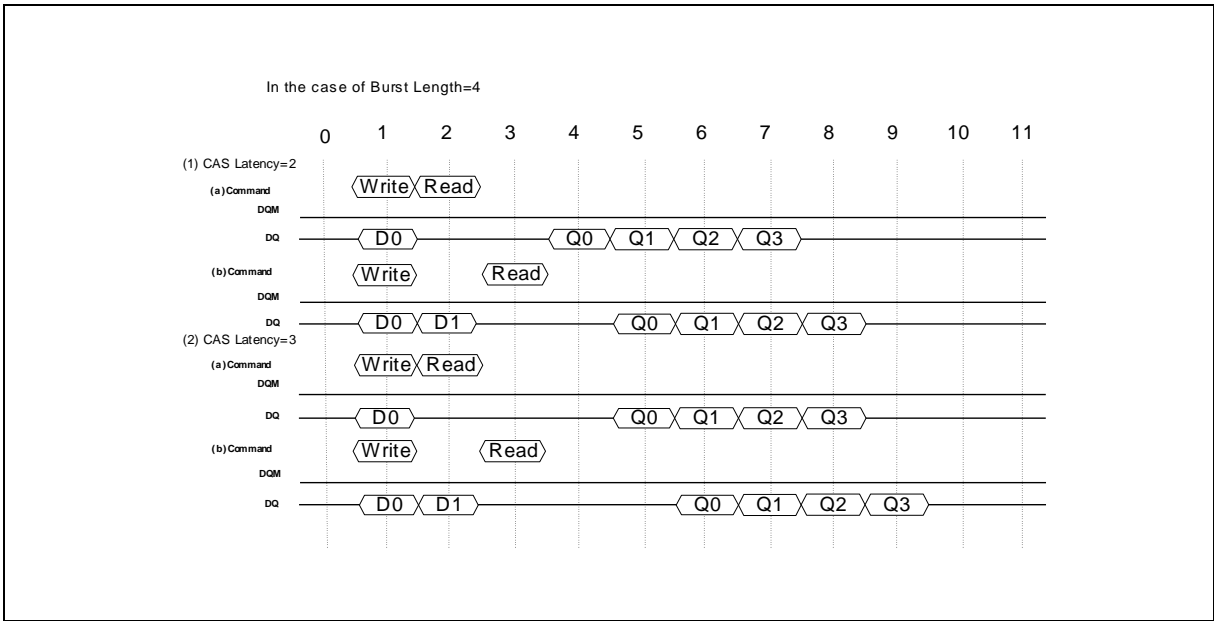 In the case of Burst Length=4
0 1 2 3 4 5 6 7 8 9 10 11
(1) CAS Latency=2
(a)Command Write Read
DQM
DQ D0 Q0 Q1 Q2 Q3
(b)Command Write Read
DQM
DQ D0 D1 Q0 Q1 Q2 Q3
(2) CAS Latency=3
(a)Command Write Read
DQM
DQ D0 Q0 Q1 Q2 Q3
(b)Command Write Read
DQM
DQ D0 D1 Q0 Q1 Q2 Q3